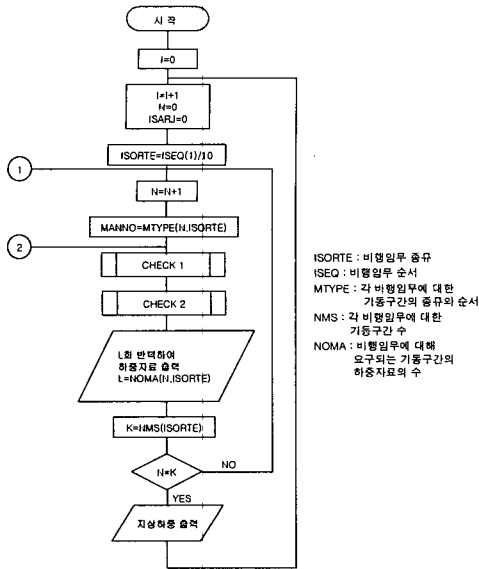 시 작
I=0
I=I+1
N=0
ISARJ=0
ISORTE=ISEQ(1)/10
1
N=N+1
MANNO=MTYPE(N,ISORTE)
2
CHECK 1
CHECK 2
L회 반덕하여
하중자료 출력
L=NOMA(N,ISORTE)
K=NMS(ISORTE)
N=K
NO
YES
지상하중 출력
ISORTE : 비행임무 종류
ISEQ : 비행임무 순서
MTYPE : 각 비행임무에 대한
기동구간의 종류의 순서
NMS : 각 비행임무에 대한
기동구간 수
NOMA : 비행임무에 대해
요구되는 기동구간의
하중자료의 수